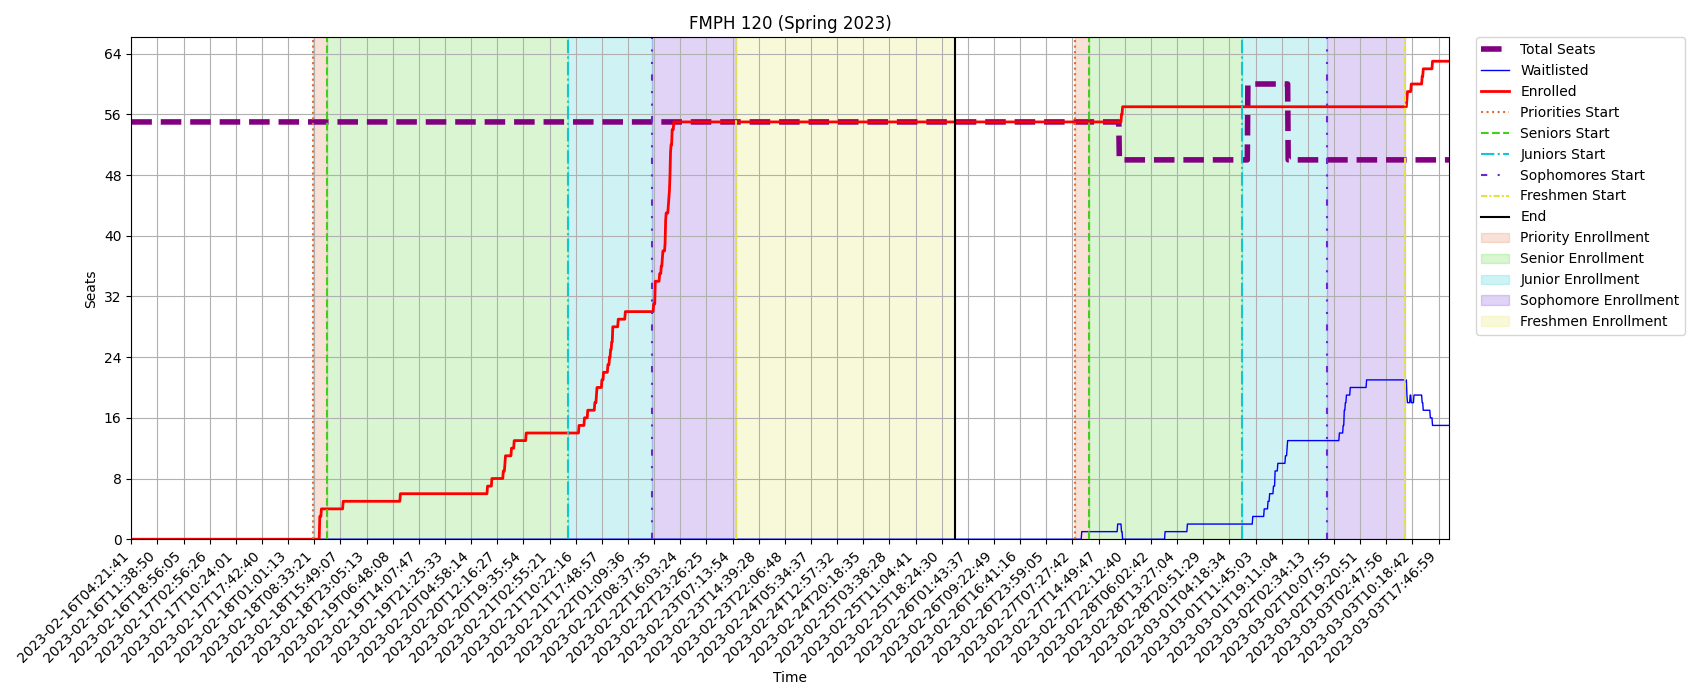 FMPH 120 (Spring 2023)
Seats
64
56
48
40
32
24
16
8
0
2023-02-16T04:21:41
2023-02-16T11:38:50
2023-02-16T18:56:05
2023-02-17T02:56:26
2023-02-17T10:24:01
2023-02-17T17:42:40
2023-02-18T01:01:13
2023-02-18T08:33:21
2023-02-18T15:49:07
2023-02-18T23:05:13
2023-02-19T06:48:08
2023-02-19T14:07:47
2023-02-19T21:25:33
2023-02-20T04:58:14
2023-02-20T12:16:27
2023-02-20T19:35:54
2023-02-21T02:55:21
2023-02-21T10:22:16
2023-02-21T17:48:57
2023-02-22T01:09:36
2023-02-22T08:37:35
2023-02-22T16:03:24
2023-02-22T23:26:25
2023-02-23T07:13:54
2023-02-23T14:39:28
2023-02-23T22:06:48
2023-02-24T05:34:37
2023-02-24T12:57:32
2023-02-24T20:18:35
2023-02-25T03:38:28
2023-02-25T11:04:41
2023-02-25T18:24:30
2023-02-26T01:43:37
2023-02-26T09:22:49
2023-02-26T16:41:16
2023-02-26T23:59:05
2023-02-27T07:27:42
2023-02-27T14:49:47
2023-02-27T22:12:40
2023-02-28T06:02:42
2023-02-28T13:27:04
2023-02-28T20:51:29
2023-03-01T04:18:34
2023-03-01T11:45:03
2023-03-01T19:11:04
2023-03-02T02:34:13
2023-03-02T10:07:55
2023-03-02T19:20:51
2023-03-03T02:47:56
2023-03-03T10:18:42
2023-03-03T17:46:59
Time
Total Seats
Waitlisted
Enrolled
Priorities Start
Seniors Start
Juniors Start
Sophomores Start
Freshmen Start
End
Priority Enrollment
Senior Enrollment
Junior Enrollment
Sophomore Enrollment
Freshmen Enrollment